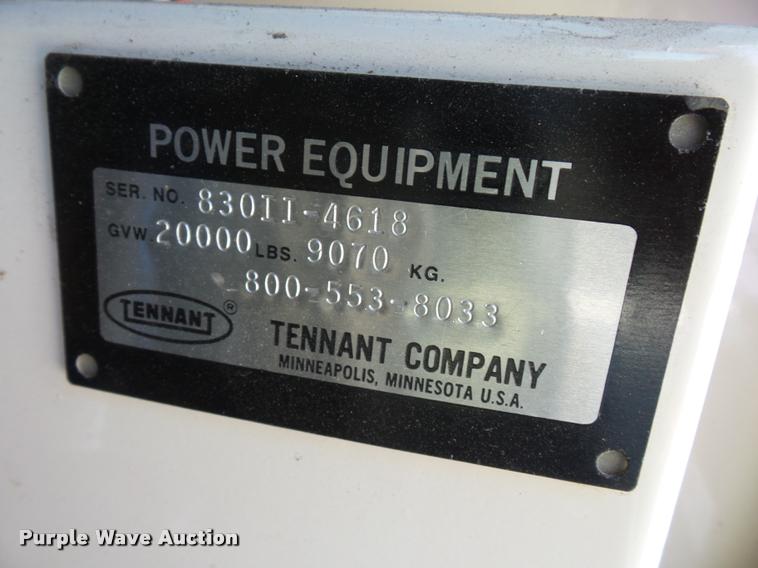 POWER EQUIPMENT
SER. NO. 830II-4618
GVW. 20000 LBS. 9070 KG.
800-553-8033
TENNANT ®
TENNANT COMPANY
MINNEAPOLIS, MINNESOTA U.S.A.
Purple Wave Auction